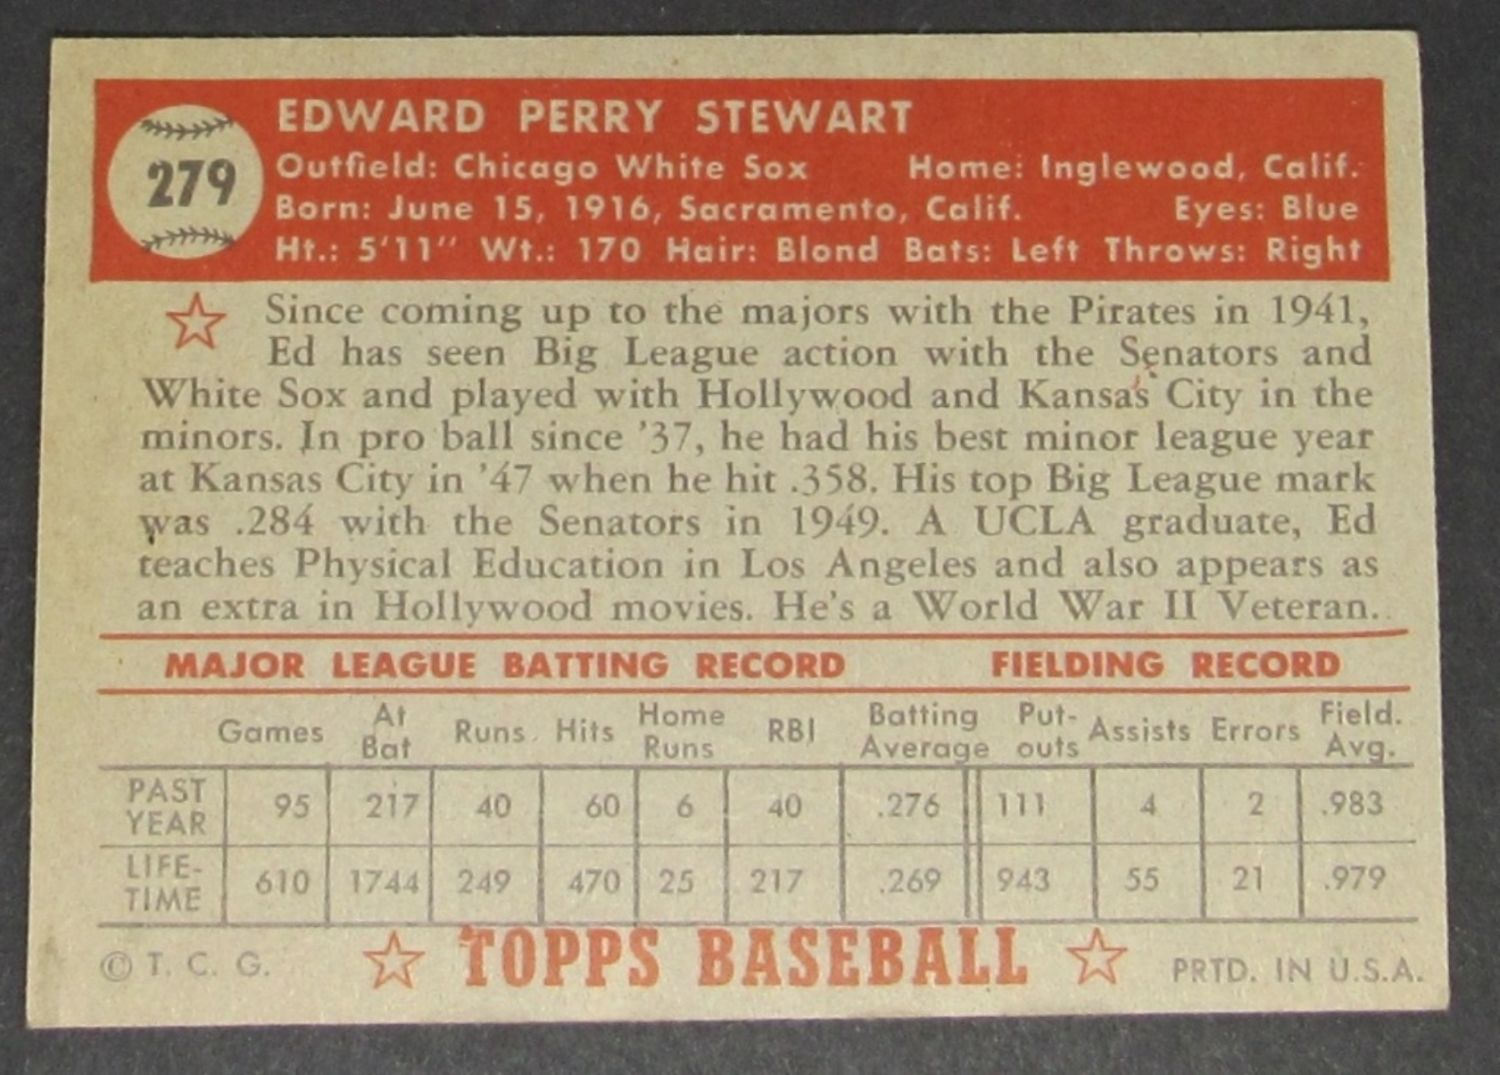 279
EDWARD PERRY STEWART
Outfield: Chicago White Sox Home: Inglewood, Calif.
Born: June 15, 1916, Sacramento, Calif. Eyes: Blue
Ht.: 5'11" Wt.: 170 Hair: Blond Bats: Left Throws: Right
Since coming up to the majors with the Pirates in 1941,
Ed has seen Big League action with the Senators and
White Sox and played with Hollywood and Kansas City in the
minors. In pro ball since '37, he had his best minor league year
at Kansas City in '47 when he hit .358. His top Big League mark
was .284 with the Senators in 1949. A UCLA graduate, Ed
teaches Physical Education in Los Angeles and also appears as
an extra in Hollywood movies. He's a World War II Veteran.
MAJOR LEAGUE BATTING RECORD FIELDING RECORD
Games At Bat Runs Hits Home Runs RBI Batting Average Put-outs Assists Errors Field. Avg.
PAST YEAR 95 217 40 60 6 40 .276 111 4 2 .983
LIFE-TIME 610 1744 249 470 25 217 .269 943 55 21 .979
© T. C. G. TOPPS BASEBALL PRTD. IN U.S.A.